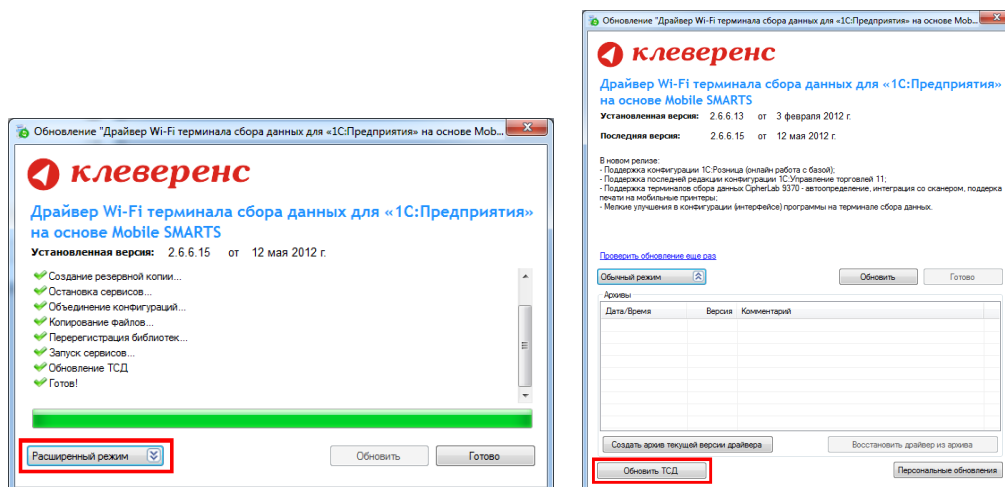 Обновление "Драйвер Wi-Fi терминала сбора данных для «1С:Предприятия» на основе Mob...
клеверенс
Драйвер Wi-Fi терминала сбора данных для «1С:Предприятия»
на основе Mobile SMARTS
Установленная версия: 2.6.6.15 от 12 мая 2012 г.
Создание резервной копии...
Остановка сервисов...
Объединение конфигураций...
Копирование файлов...
Перерегистрация библиотек...
Запуск сервисов...
Обновление ТСД
Готов!
Расширенный режим
Обновить
Готово
Обновление "Драйвер Wi-Fi терминала сбора данных для «1С:Предприятия» на основе Mob...
клеверенс
Драйвер Wi-Fi терминала сбора данных для «1С:Предприятия»
на основе Mobile SMARTS
Установленная версия: 2.6.6.13 от 3 февраля 2012 г.
Последняя версия: 2.6.6.15 от 12 мая 2012 г.
В новом релизе:
- Поддержка конфигурации 1С:Розница (онлайн работа с базой);
- Поддержка последней редакции конфигурации 1С:Управление торговлей 11;
- Поддержка терминалов сбора данных CipherLab 9370 - автоопределение, интеграция со сканером, поддерка
печати на мобильные принтеры;
- Мелкие улучшения в конфигурации (интерфейсе) программы на терминале сбора данных.
Проверить обновление еще раз
Обычный режим
Обновить
Готово
Архивы
Дата/Время Версия Комментарий
Создать архив текущей версии драйвера
Восстановить драйвер из архива
Обновить ТСД
Персональные обновления